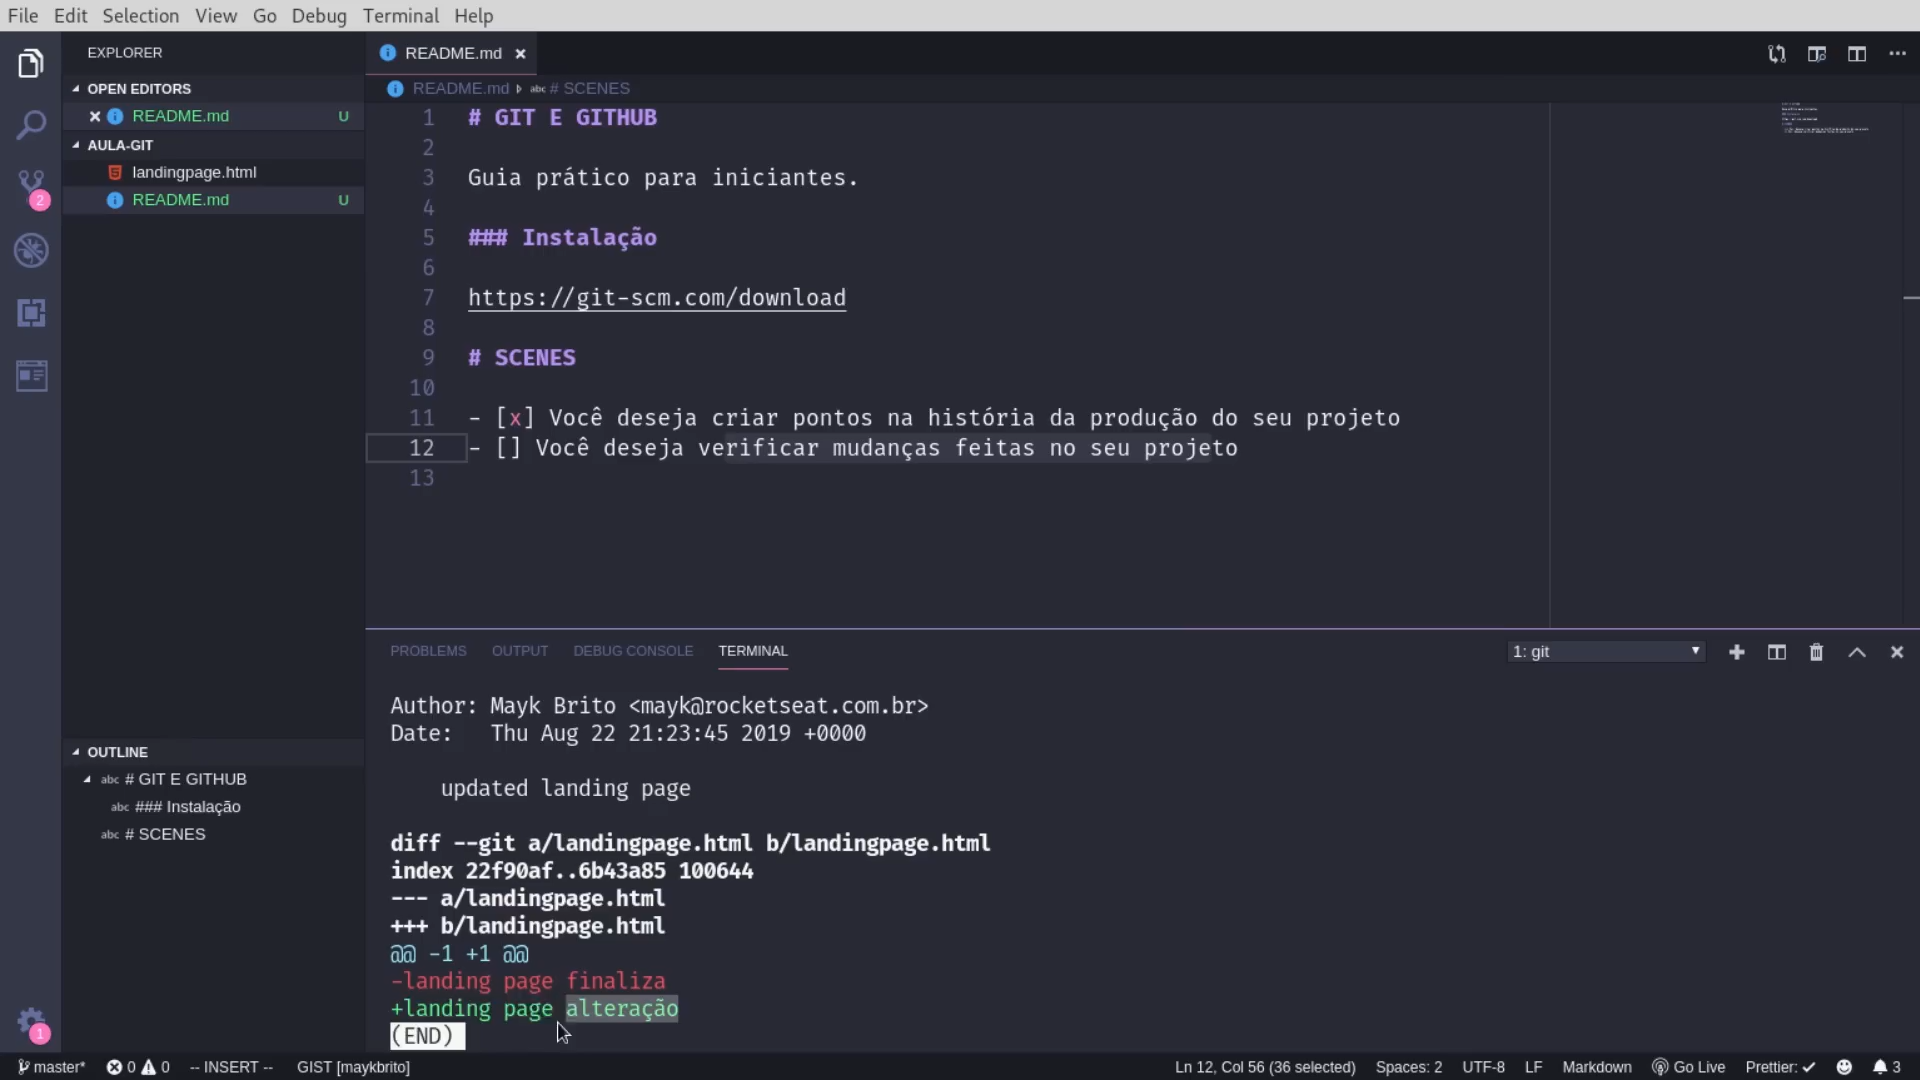 File Edit Selection View Go Debug Terminal Help
EXPLORER
OPEN EDITORS
README.md U
AULA-GIT
landingpage.html
README.md U
2
OUTLINE
abc # GIT E GITHUB
abc ### Instalação
abc # SCENES
1
README.md
README.md abc # SCENES
1 # GIT E GITHUB
2
3 Guia prático para iniciantes.
4
5 ### Instalação
6
7 https://git-scm.com/download
8
9 # SCENES
10
11 - [x] Você deseja criar pontos na história da produção do seu projeto
12 - [] Você deseja verificar mudanças feitas no seu projeto
13
PROBLEMS OUTPUT DEBUG CONSOLE TERMINAL 1: git
Author: Mayk Brito <mayk@rocketseat.com.br>
Date: Thu Aug 22 21:23:45 2019 +0000
updated landing page
diff --git a/landingpage.html b/landingpage.html
index 22f90af..6b43a85 100644
--- a/landingpage.html
+++ b/landingpage.html
@@ -1 +1 @@
-landing page finaliza
+landing page alteração
(END)
master* 0 0 -- INSERT -- GIST [maykbrito] Ln 12, Col 56 (36 selected) Spaces: 2 UTF-8 LF Markdown Go Live Prettier: ✓ 3